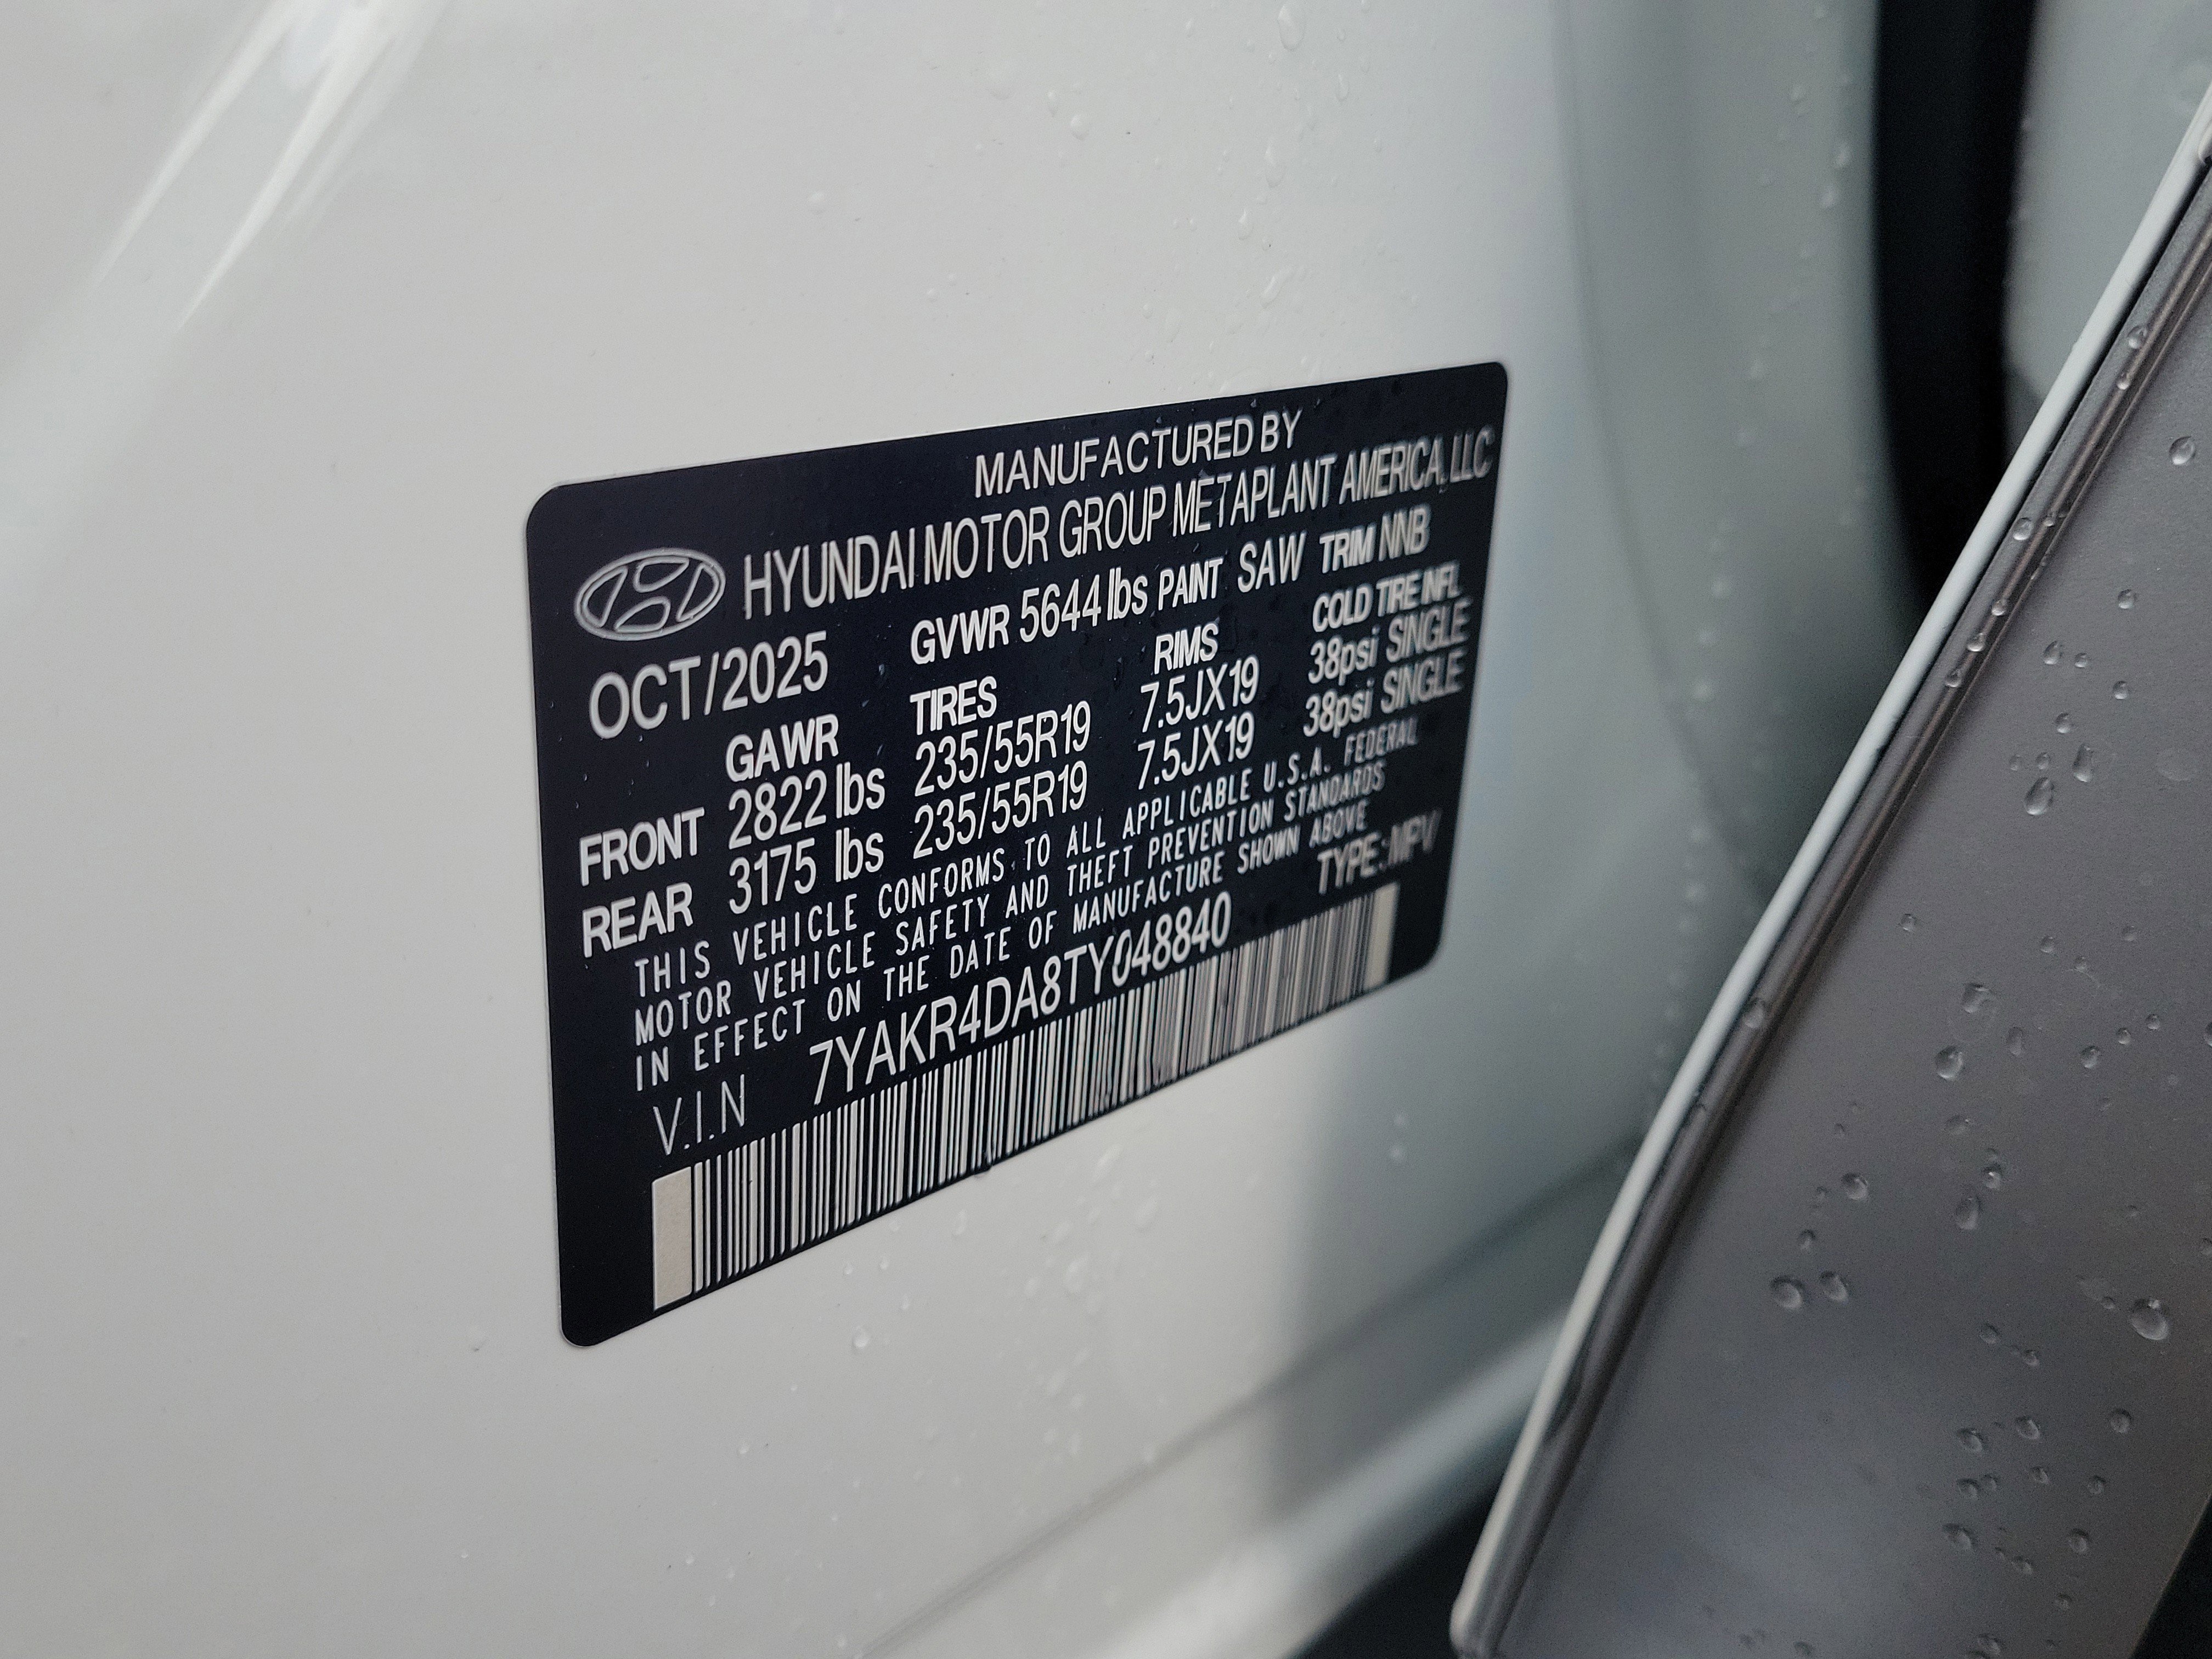 MANUFACTURED BY
HYUNDAI MOTOR GROUP METAPLANT AMERICA, LLC
OCT/2025 GVWR 5644 lbs PAINT SAW TRIM NNB
GAWR TIRES RIMS COLD TIRE INFL
FRONT 2822 lbs 235/55R19 7.5JX19 38psi SINGLE
REAR 3175 lbs 235/55R19 7.5JX19 38psi SINGLE
THIS VEHICLE CONFORMS TO ALL APPLICABLE U.S.A. FEDERAL
MOTOR VEHICLE SAFETY AND THEFT PREVENTION STANDARDS
IN EFFECT ON THE DATE OF MANUFACTURE SHOWN ABOVE
V.I.N 7YAKR4DA8TY048840 TYPE:MPV